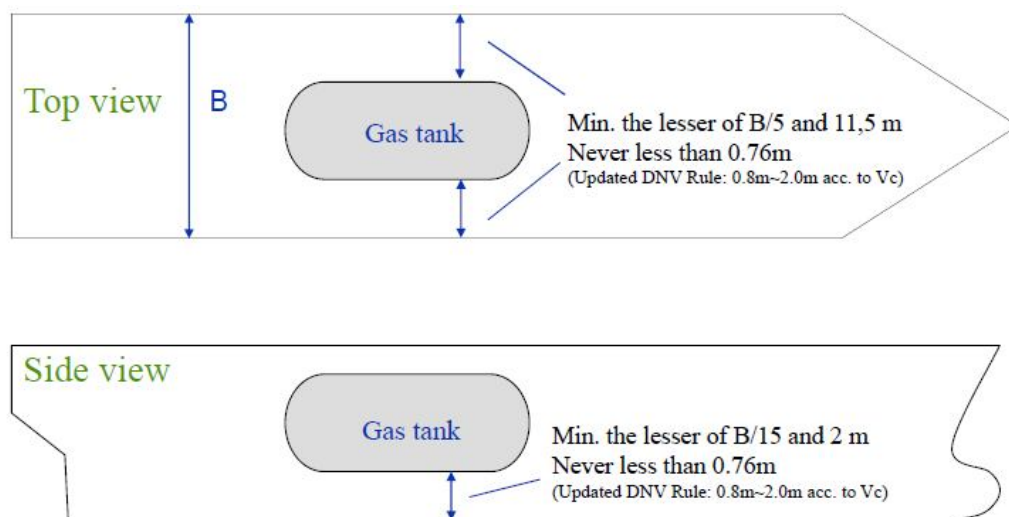 Top view
B
Gas tank
Min. the lesser of B/5 and 11,5 m
Never less than 0.76m
(Updated DNV Rule: 0.8m~2.0m acc. to Vc)
Side view
Gas tank
Min. the lesser of B/15 and 2 m
Never less than 0.76m
(Updated DNV Rule: 0.8m~2.0m acc. to Vc)